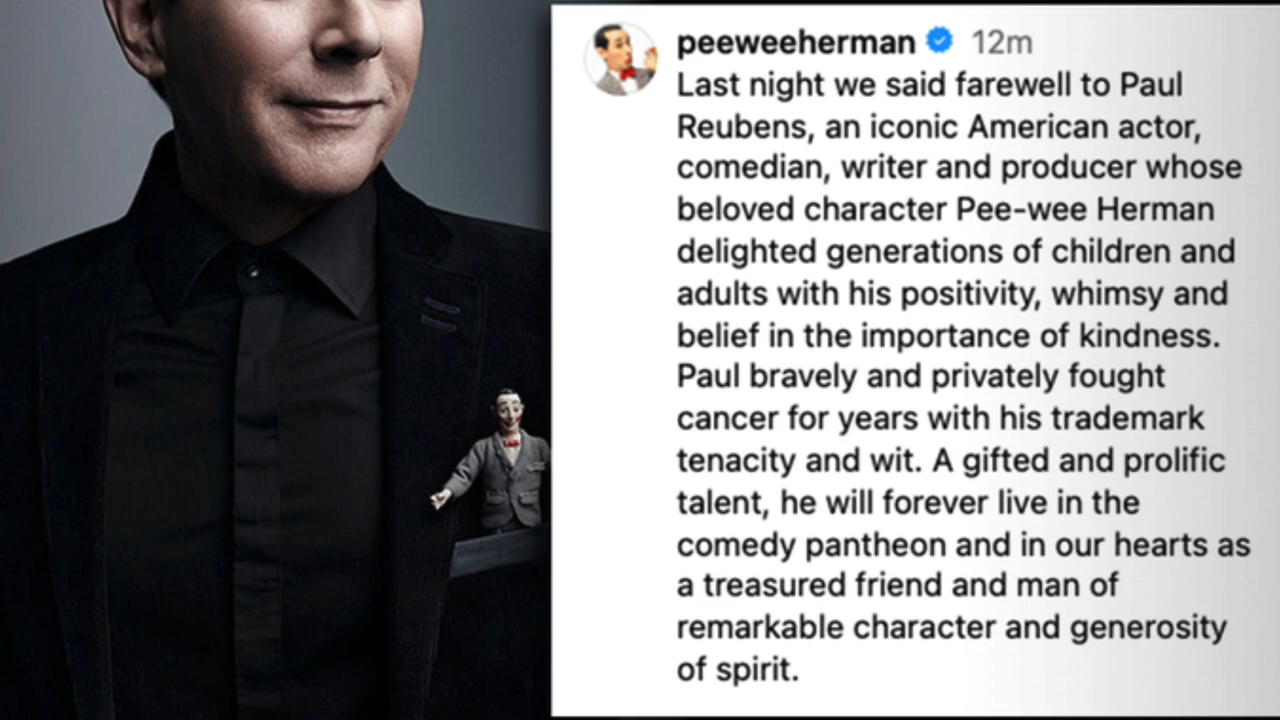 peeweeherman 12m
Last night we said farewell to Paul
Reubens, an iconic American actor,
comedian, writer and producer whose
beloved character Pee-wee Herman
delighted generations of children and
adults with his positivity, whimsy and
belief in the importance of kindness.
Paul bravely and privately fought
cancer for years with his trademark
tenacity and wit. A gifted and prolific
talent, he will forever live in the
comedy pantheon and in our hearts as
a treasured friend and man of
remarkable character and generosity
of spirit.